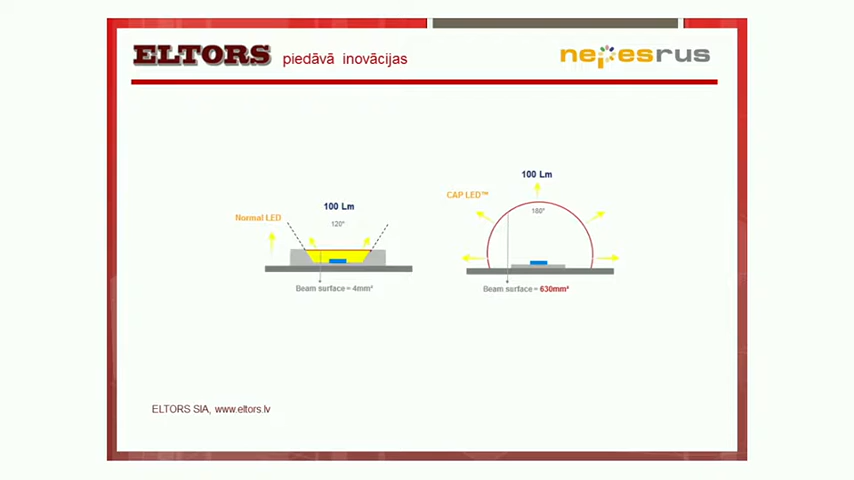 ELTORS piedāvā inovācijas
nepesrus
100 Lm
CAP LED™
180°
100 Lm
Normal LED
120°
Beam surface = 4mm²
Beam surface = 630mm²
ELTORS SIA, www.eltors.lv